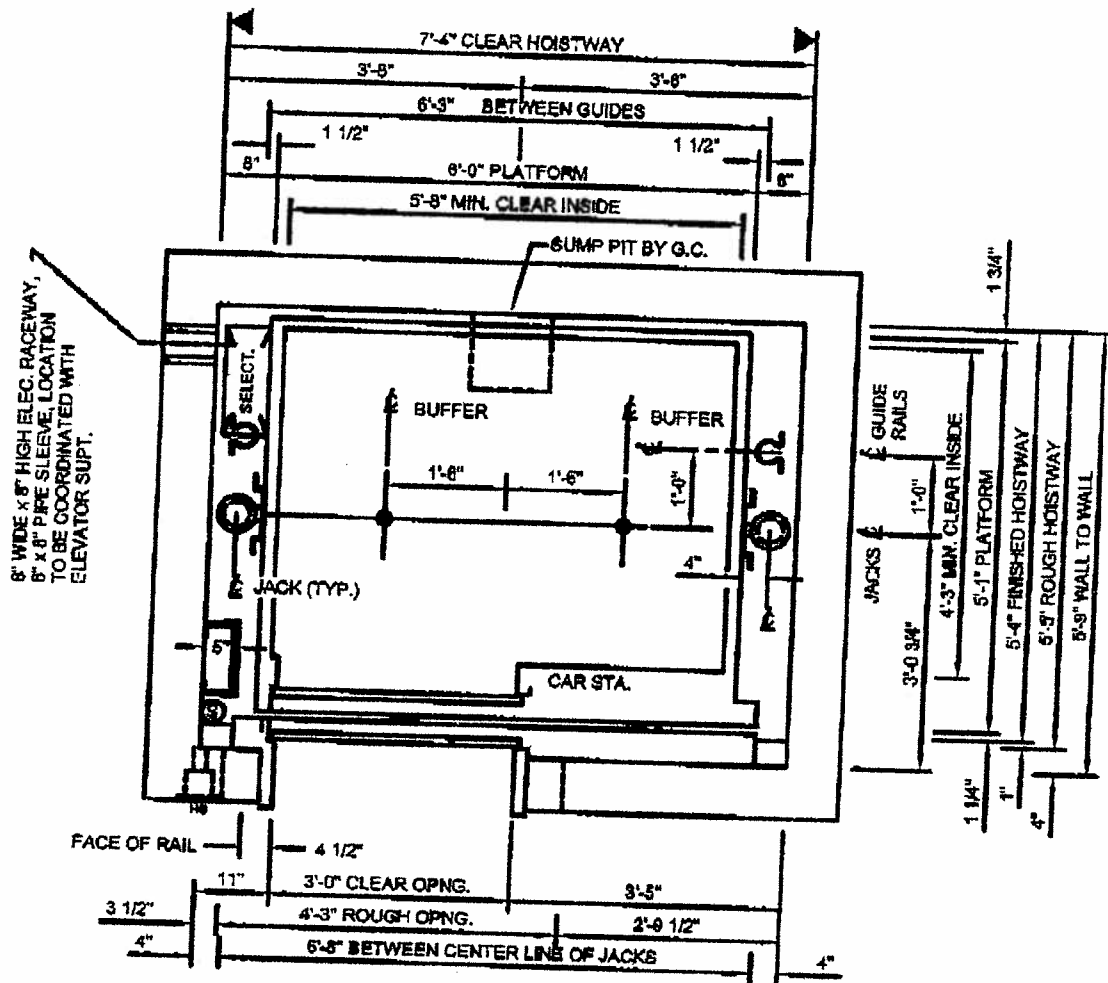 7'-4" CLEAR HOISTWAY
3'-8" 3'-8"
6'-3" BETWEEN GUIDES
1 1/2" 1 1/2"
8" 8"
6'-0" PLATFORM
5'-8" MIN. CLEAR INSIDE
SUMP PIT BY G.C.
8" WIDE x 8" HIGH ELEC. RACEWAY,
8" x 8" PIPE SLEEVE, LOCATION
TO BE COORDINATED WITH
ELEVATOR SUPT.
SELECT.
BUFFER
BUFFER
1'-6" 1'-6"
1'-0"
4"
JACK (TYP.)
5"
CAR STA.
1 3/4"
GUIDE
RAILS
JACKS
1'-0"
3'-0 3/4"
4'-3" MIN. CLEAR INSIDE
5'-1" PLATFORM
5'-4" FINISHED HOISTWAY
5'-5" ROUGH HOISTWAY
5'-9" WALL TO WALL
1 1/4"
1"
4"
FACE OF RAIL
4 1/2"
11" 3'-0" CLEAR OPNG. 3'-5"
3 1/2" 4'-3" ROUGH OPNG. 2'-9 1/2"
4" 6'-8" BETWEEN CENTER LINE OF JACKS 4"